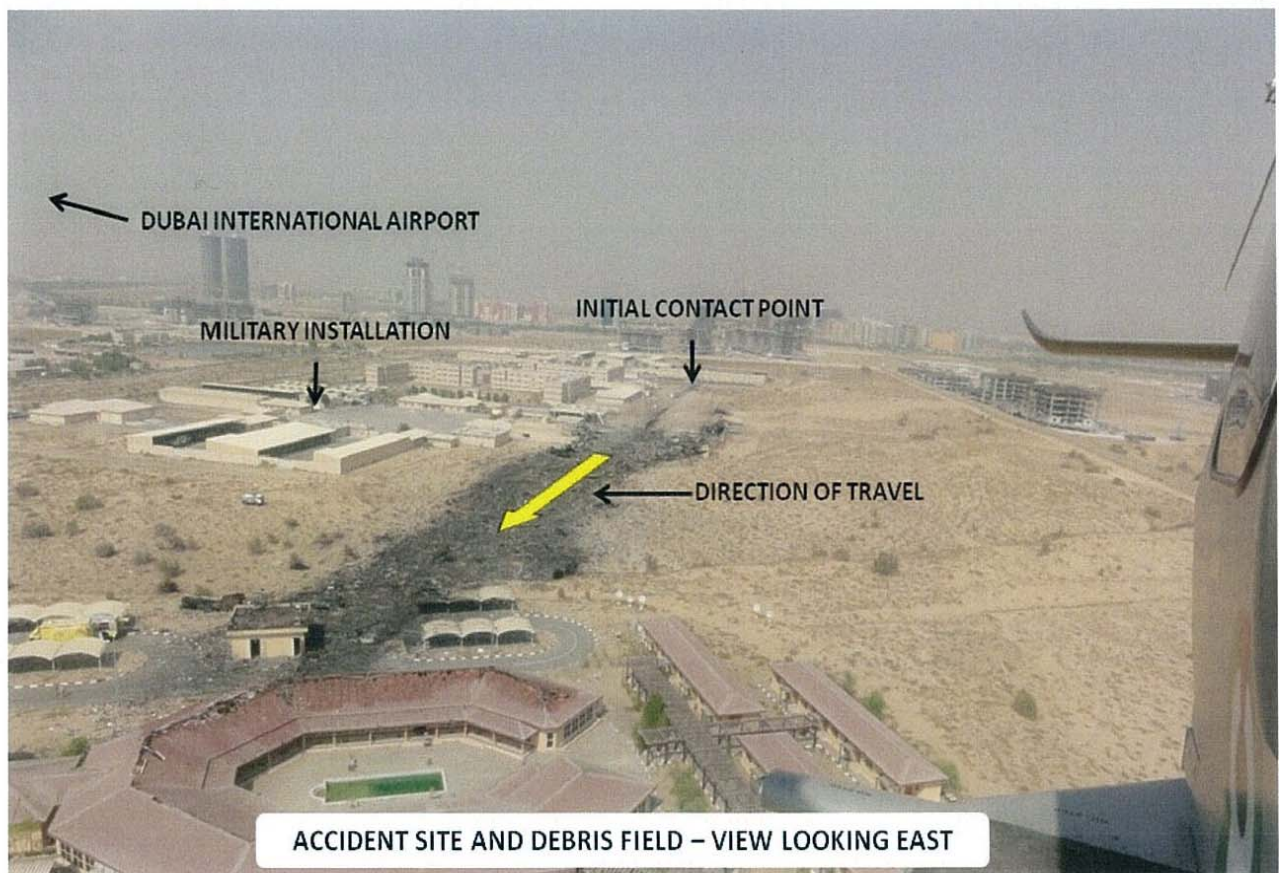 DUBAI INTERNATIONAL AIRPORT
INITIAL CONTACT POINT
MILITARY INSTALLATION
DIRECTION OF TRAVEL
ACCIDENT SITE AND DEBRIS FIELD – VIEW LOOKING EAST